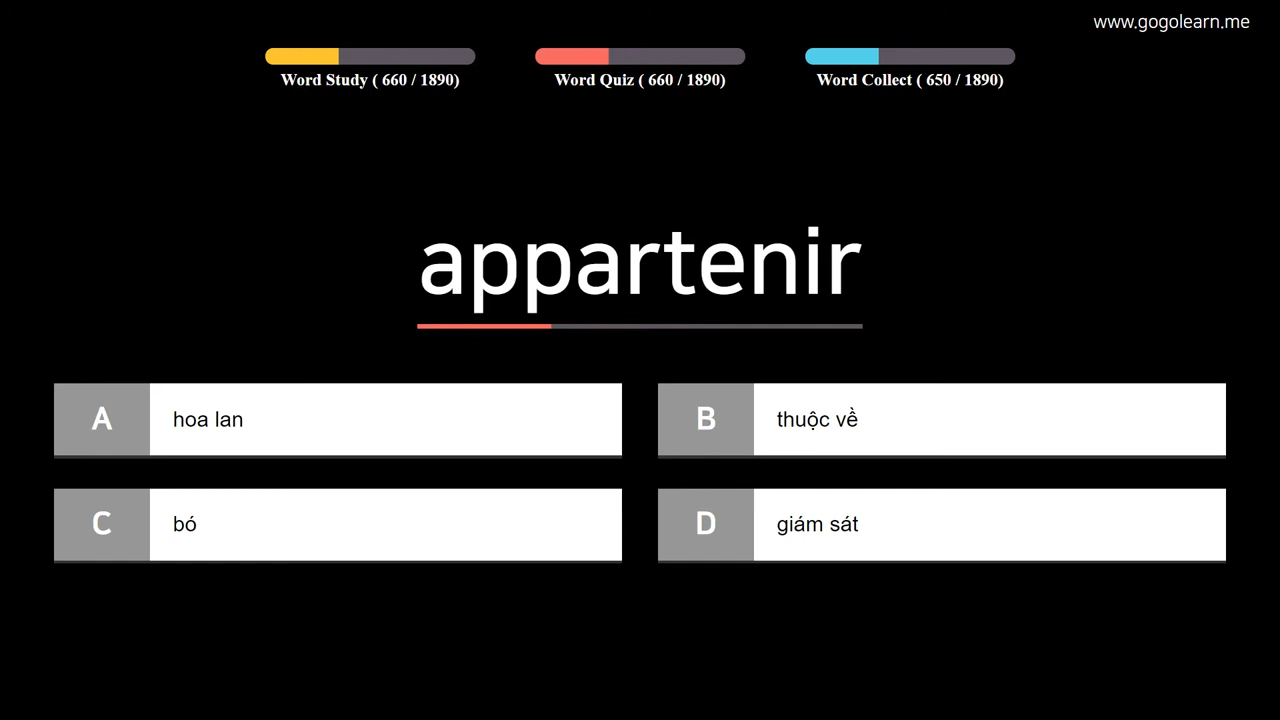 www.gogolearn.me
Word Study ( 660 / 1890)
Word Quiz ( 660 / 1890)
Word Collect ( 650 / 1890)
appartenir
A hoa lan
B thuộc về
C bó
D giám sát